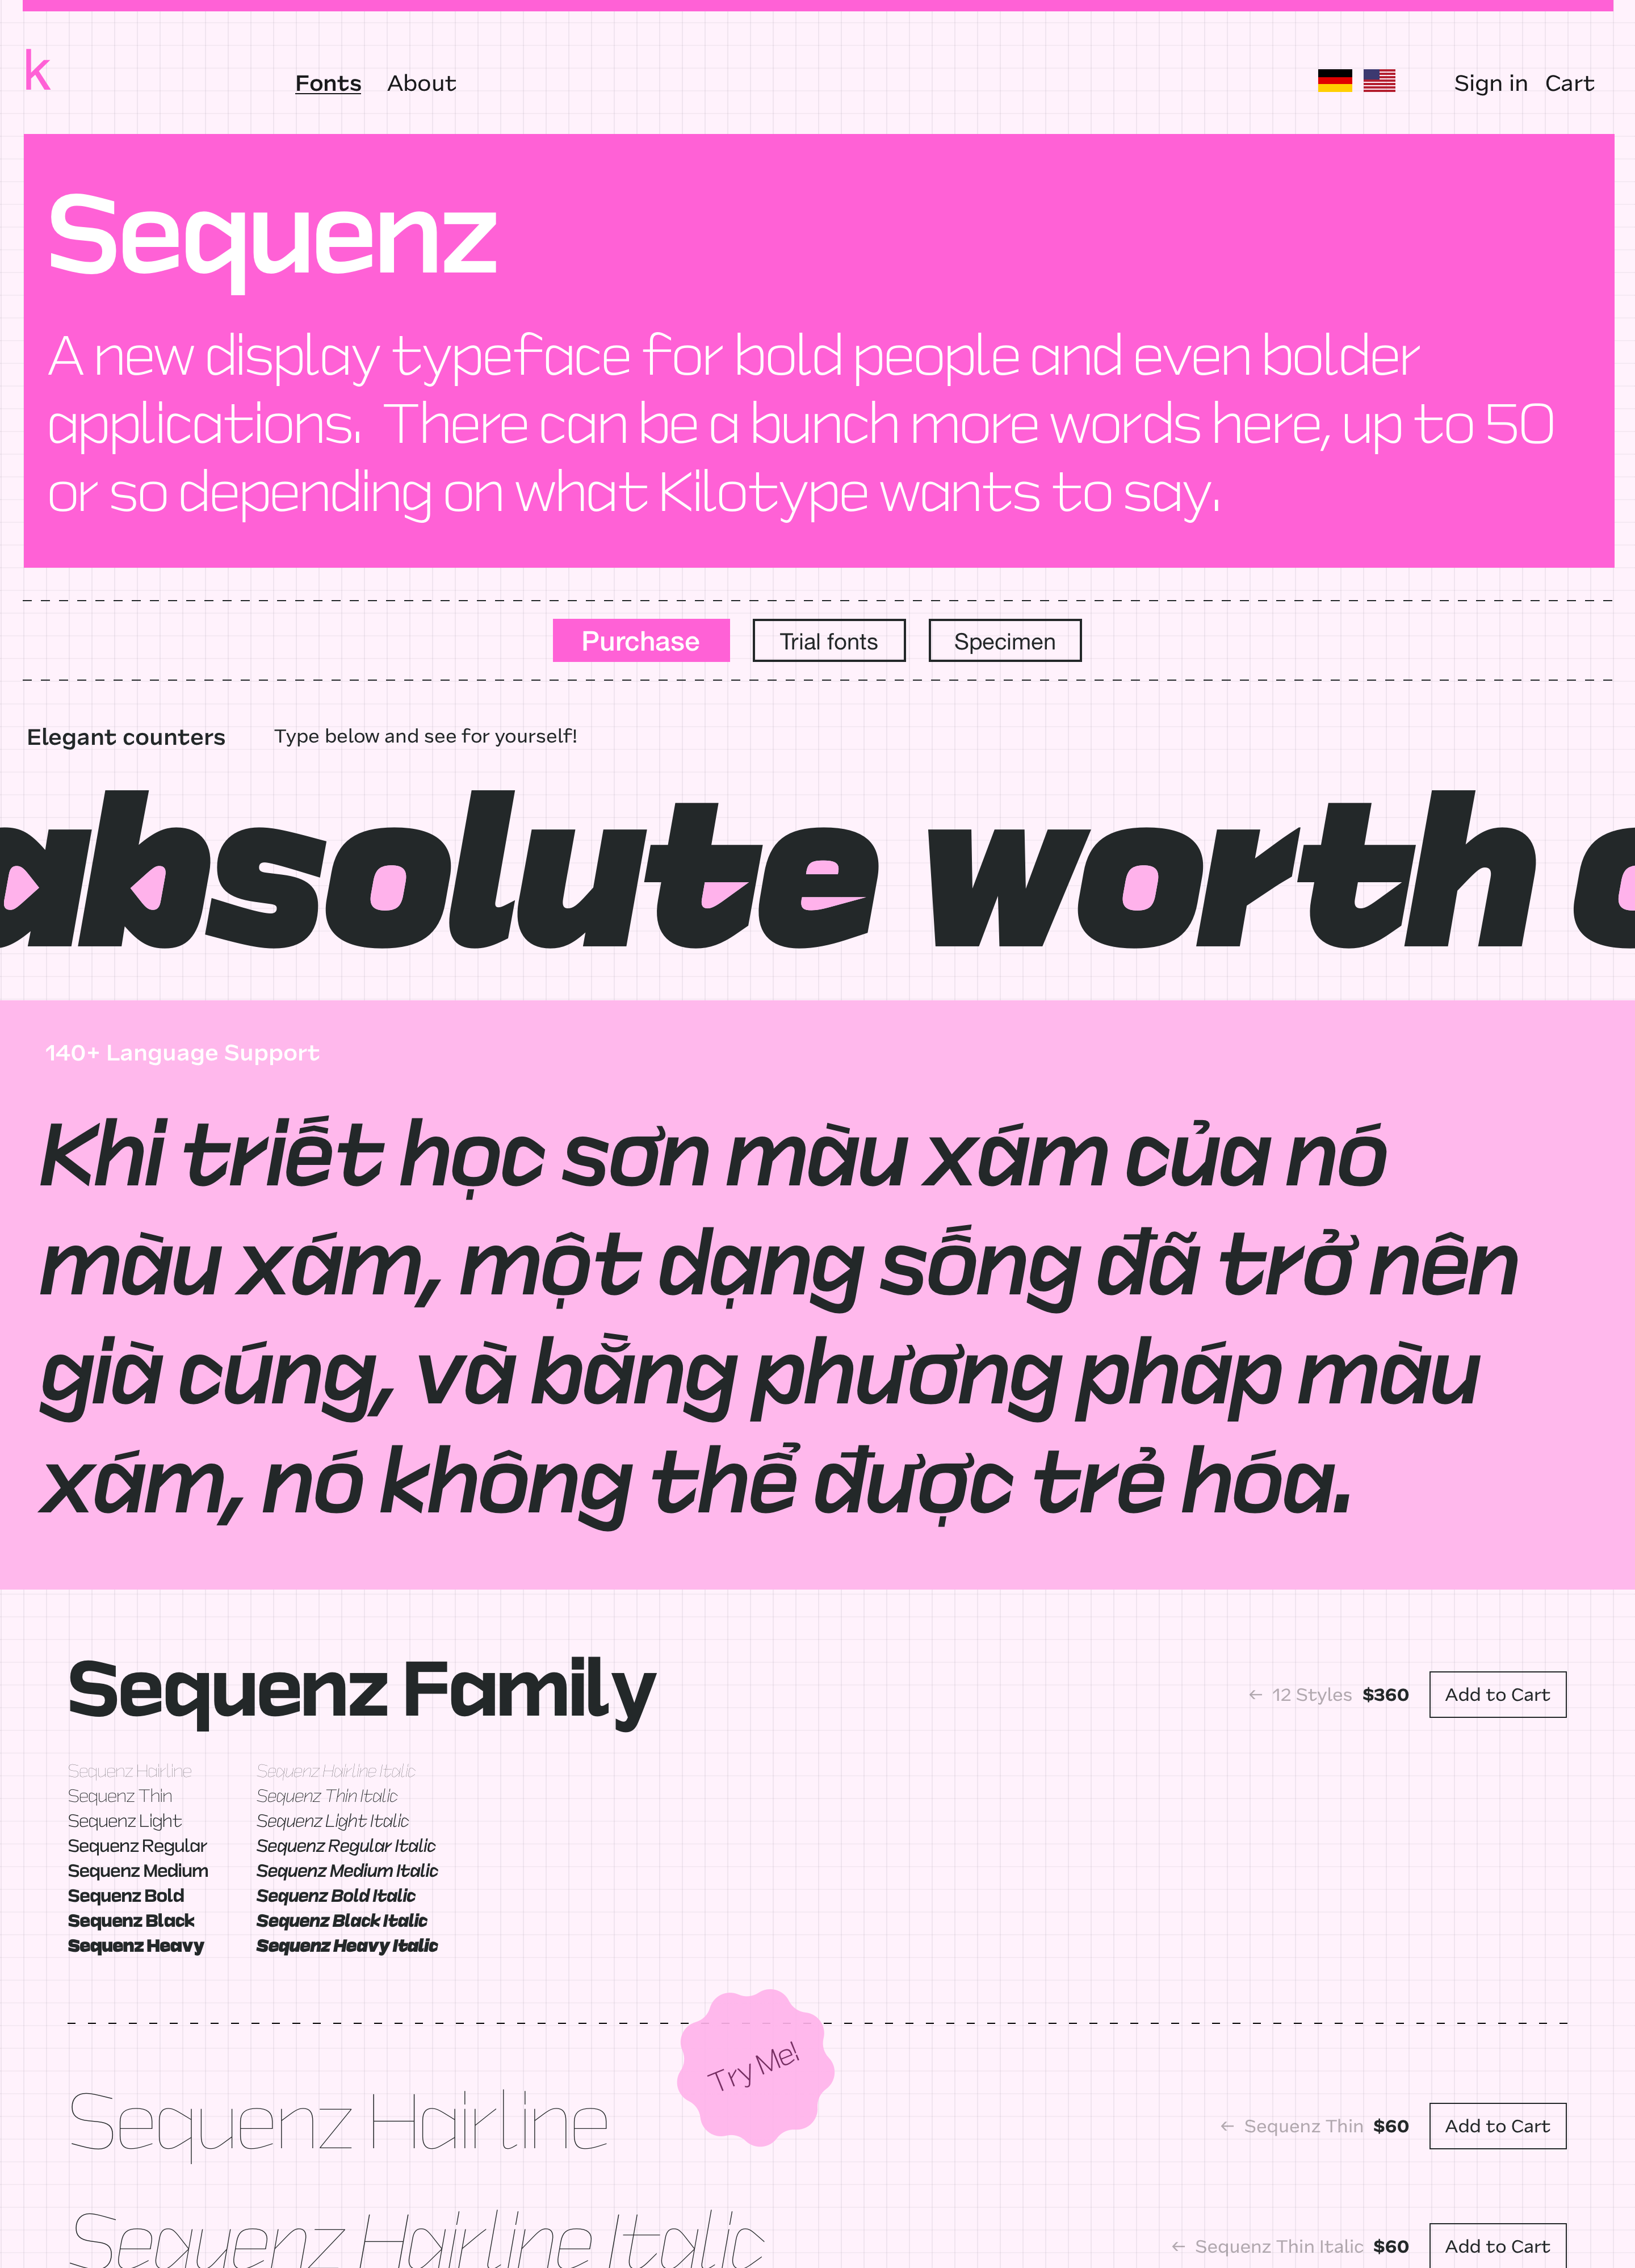 k
Fonts About Sign in Cart
Sequenz
A new display typeface for bold people and even bolder
applications. There can be a bunch more words here, up to 50
or so depending on what Kilotype wants to say.
Purchase Trial fonts Specimen
Elegant counters Type below and see for yourself!
absolute worth
140+ Language Support
Khi triết học sơn màu xám của nó
màu xám, một dạng sống đã trở nên
già cúng, và bằng phương pháp màu
xám, nó không thể được trẻ hóa.
Sequenz Family
← 12 Styles $360 Add to Cart
Sequenz Hairline Sequenz Hairline Italic
Sequenz Thin Sequenz Thin Italic
Sequenz Light Sequenz Light Italic
Sequenz Regular Sequenz Regular Italic
Sequenz Medium Sequenz Medium Italic
Sequenz Bold Sequenz Bold Italic
Sequenz Black Sequenz Black Italic
Sequenz Heavy Sequenz Heavy Italic
Try Me!
Sequenz Hairline
← Sequenz Thin $60 Add to Cart
Sequenz Hairline Italic
← Sequenz Thin Italic $60 Add to Cart